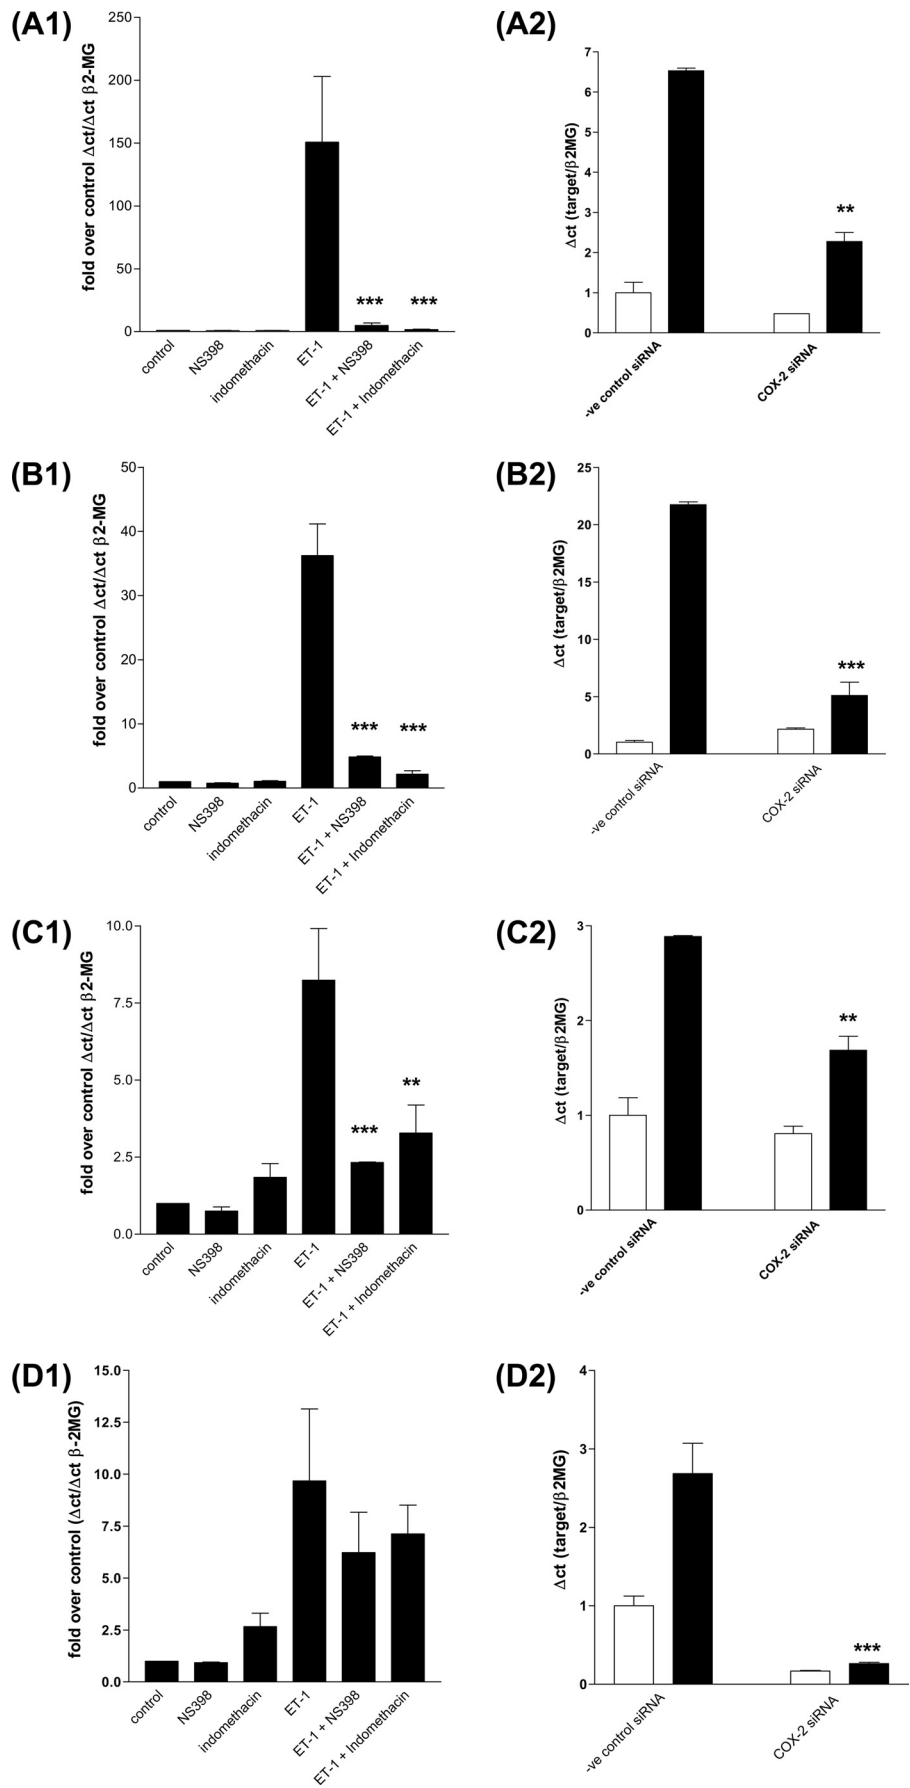 (A1)
fold over control Δct/Δct β2-MG
250
200
150
100
50
0
***
***
control
NS398
indomethacin
ET-1
ET-1 + NS398
ET-1 + Indomethacin
(A2)
Δct (target/β2MG)
7
6
5
4
3
2
1
0
**
-ve control siRNA
COX-2 siRNA
(B1)
fold over control Δct/Δct β2-MG
50
40
30
20
10
0
***
***
control
NS398
indomethacin
ET-1
ET-1 + NS398
ET-1 + Indomethacin
(B2)
Δct (target/β2MG)
25
20
15
10
5
0
***
-ve control siRNA
COX-2 siRNA
(C1)
fold over control Δct/Δct β2-MG
10.0
7.5
5.0
2.5
0.0
***
**
control
NS398
indomethacin
ET-1
ET-1 + NS398
ET-1 + Indomethacin
(C2)
Δct (target/β2MG)
3
2
1
0
**
-ve control siRNA
COX-2 siRNA
(D1)
fold over control (Δct/Δct β-2MG)
15.0
12.5
10.0
7.5
5.0
2.5
0.0
control
NS398
indomethacin
ET-1
ET-1 + NS398
ET-1 + Indomethacin
(D2)
Δct (target/β2MG)
4
3
2
1
0
***
-ve control siRNA
COX-2 siRNA